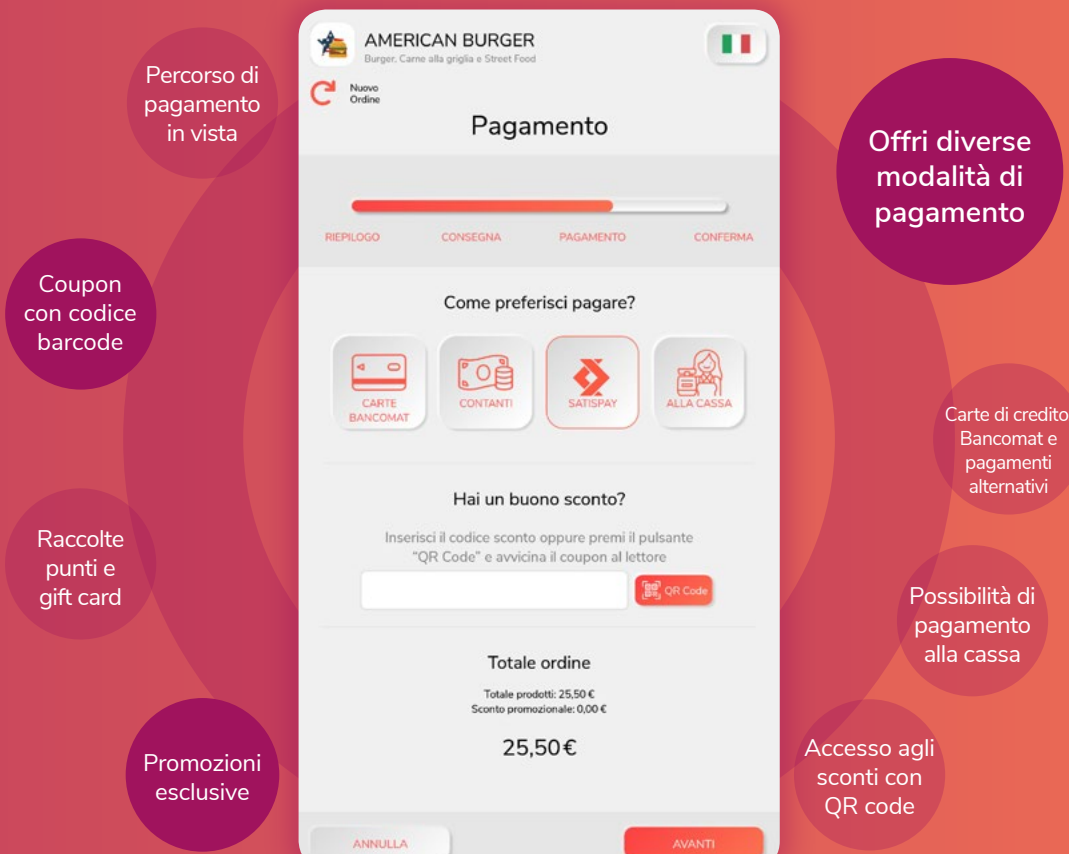 AMERICAN BURGER
Burger, Carne alla griglia e Street Food
Nuovo
Ordine
Pagamento
RIEPILOGO CONSEGNA PAGAMENTO CONFERMA
Come preferisci pagare?
CARTE
BANCOMAT
CONTANTI
SATISPAY
ALLA CASSA
Hai un buono sconto?
Inserisci il codice sconto oppure premi il pulsante
“QR Code” e avvicina il coupon al lettore
QR Code
Totale ordine
Totale prodotti: 25,50 €
Sconto promozionale: 0,00 €
25,50€
ANNULLA
AVANTI
Percorso di
pagamento
in vista
Coupon
con codice
barcode
Raccolte
punti e
gift card
Promozioni
esclusive
Offri diverse
modalità di
pagamento
Carte di credito
Bancomat e
pagamenti
alternativi
Possibilità di
pagamento
alla cassa
Accesso agli
sconti con
QR code